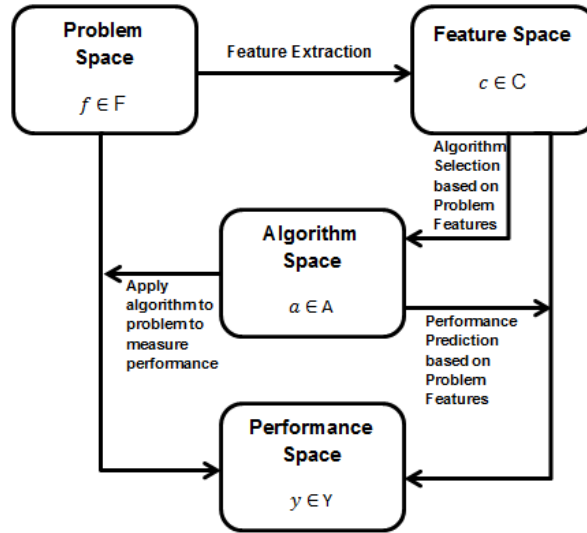 Problem
Space
f ∈ F
Feature Extraction
Feature Space
c ∈ C
Algorithm
Selection
based on
Problem
Features
Algorithm
Space
a ∈ A
Apply
algorithm to
problem to
measure
performance
Performance
Prediction
based on
Problem
Features
Performance
Space
y ∈ Y